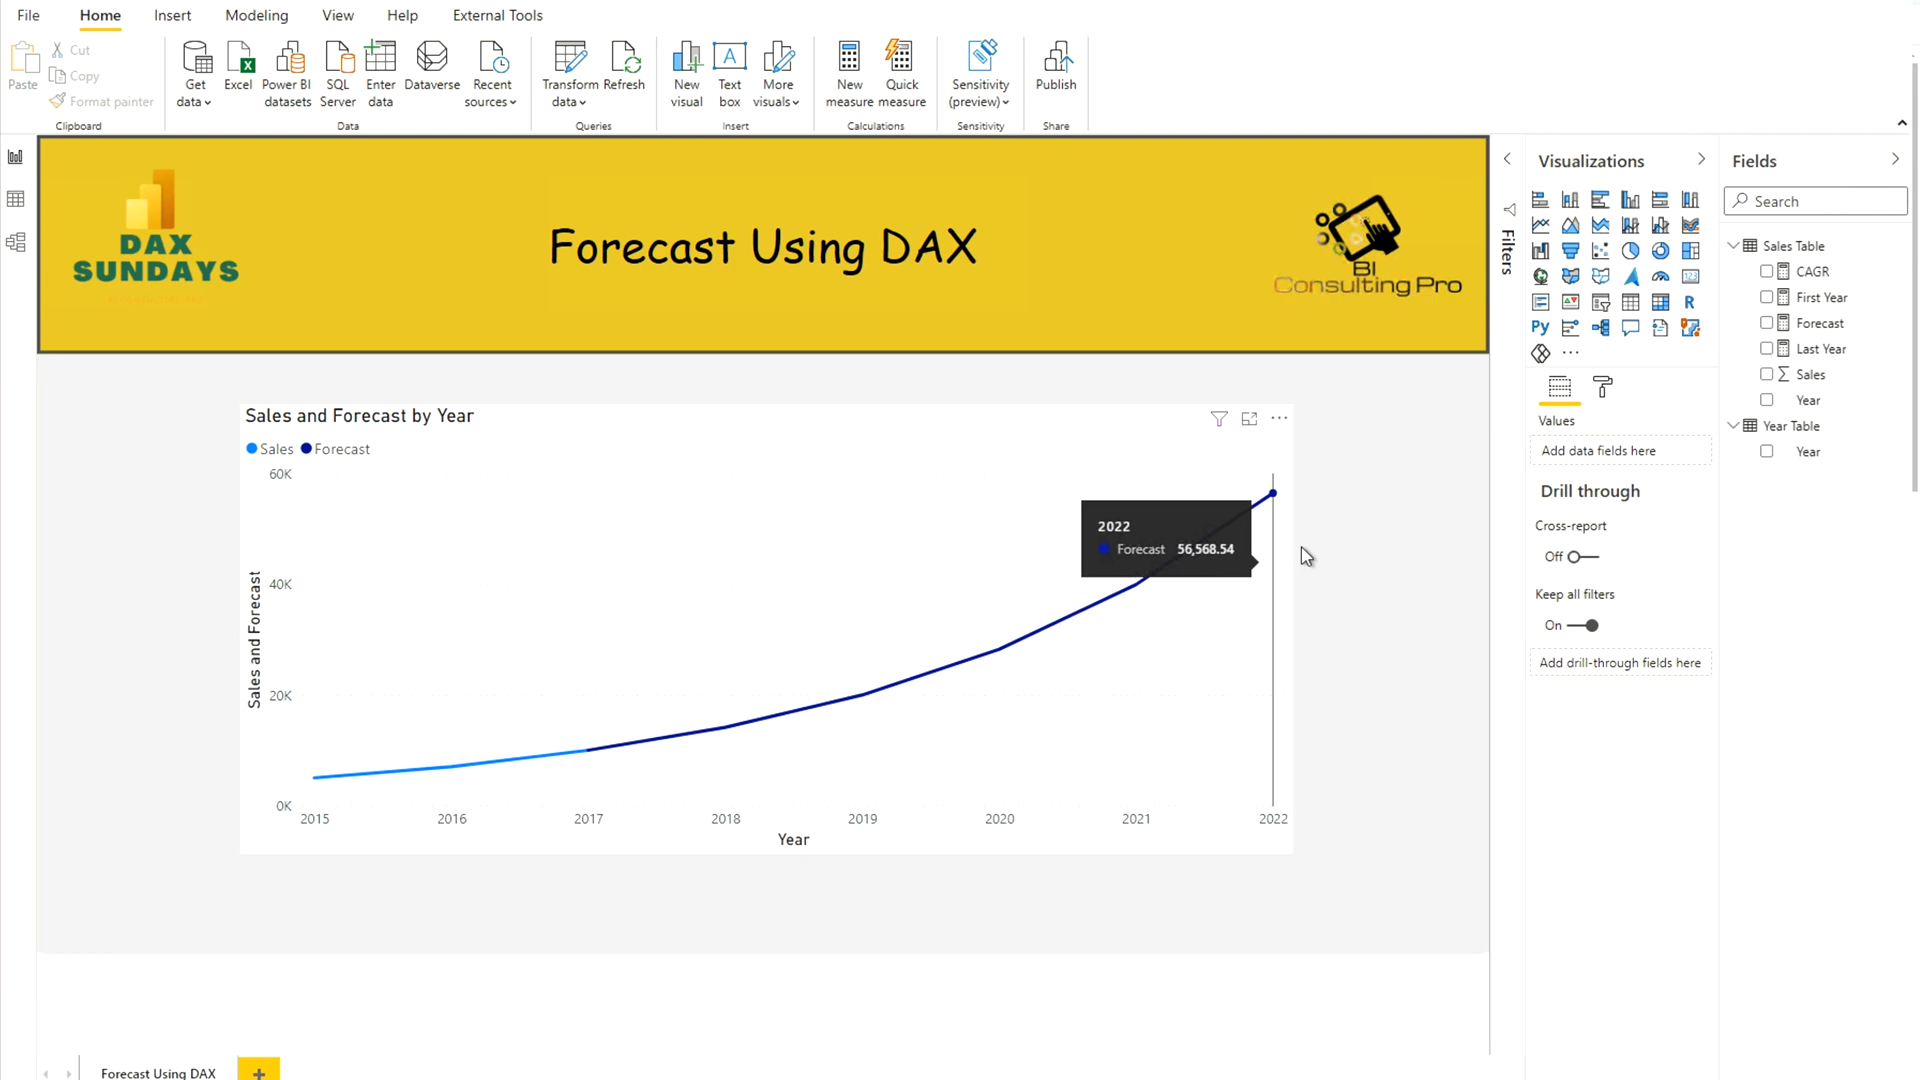 File Home Insert Modeling View Help External Tools
Paste
Cut
Copy
Format painter
Clipboard
Get data
Excel
Power BI datasets
SQL Server
Enter data
Dataverse
Recent sources
Data
Transform data
Refresh
Queries
New visual
Text box
More visuals
Insert
New measure
Quick measure
Calculations
Sensitivity (preview)
Sensitivity
Publish
Share
DAX
SUNDAYS
Forecast Using DAX
BI
Consulting Pro
Sales and Forecast by Year
Sales Forecast
60K
40K
20K
0K
Sales and Forecast
2022
Forecast 56,568.54
2015 2016 2017 2018 2019 2020 2021 2022
Year
Filters
Visualizations
R
Py
123
Values
Add data fields here
Drill through
Cross-report
Off
Keep all filters
On
Add drill-through fields here
Fields
Search
Sales Table
CAGR
First Year
Forecast
Last Year
Sales
Year
Year Table
Year
Forecast Using DAX
+